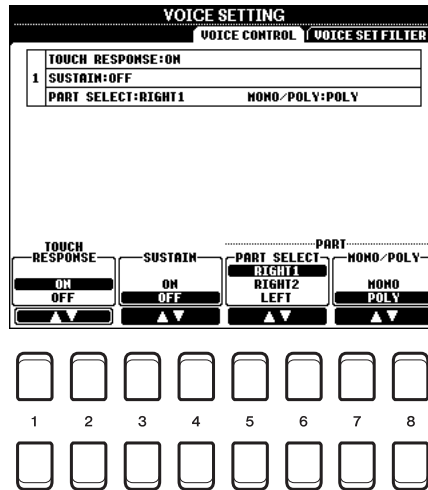 VOICE SETTING
VOICE CONTROL VOICE SET FILTER
TOUCH RESPONSE:ON
1 SUSTAIN:OFF
PART SELECT:RIGHT1 MONO/POLY:POLY
PART
TOUCH RESPONSE SUSTAIN PART SELECT MONO/POLY
ON ON RIGHT1 MONO
OFF OFF RIGHT2 POLY
LEFT
1 2 3 4 5 6 7 8